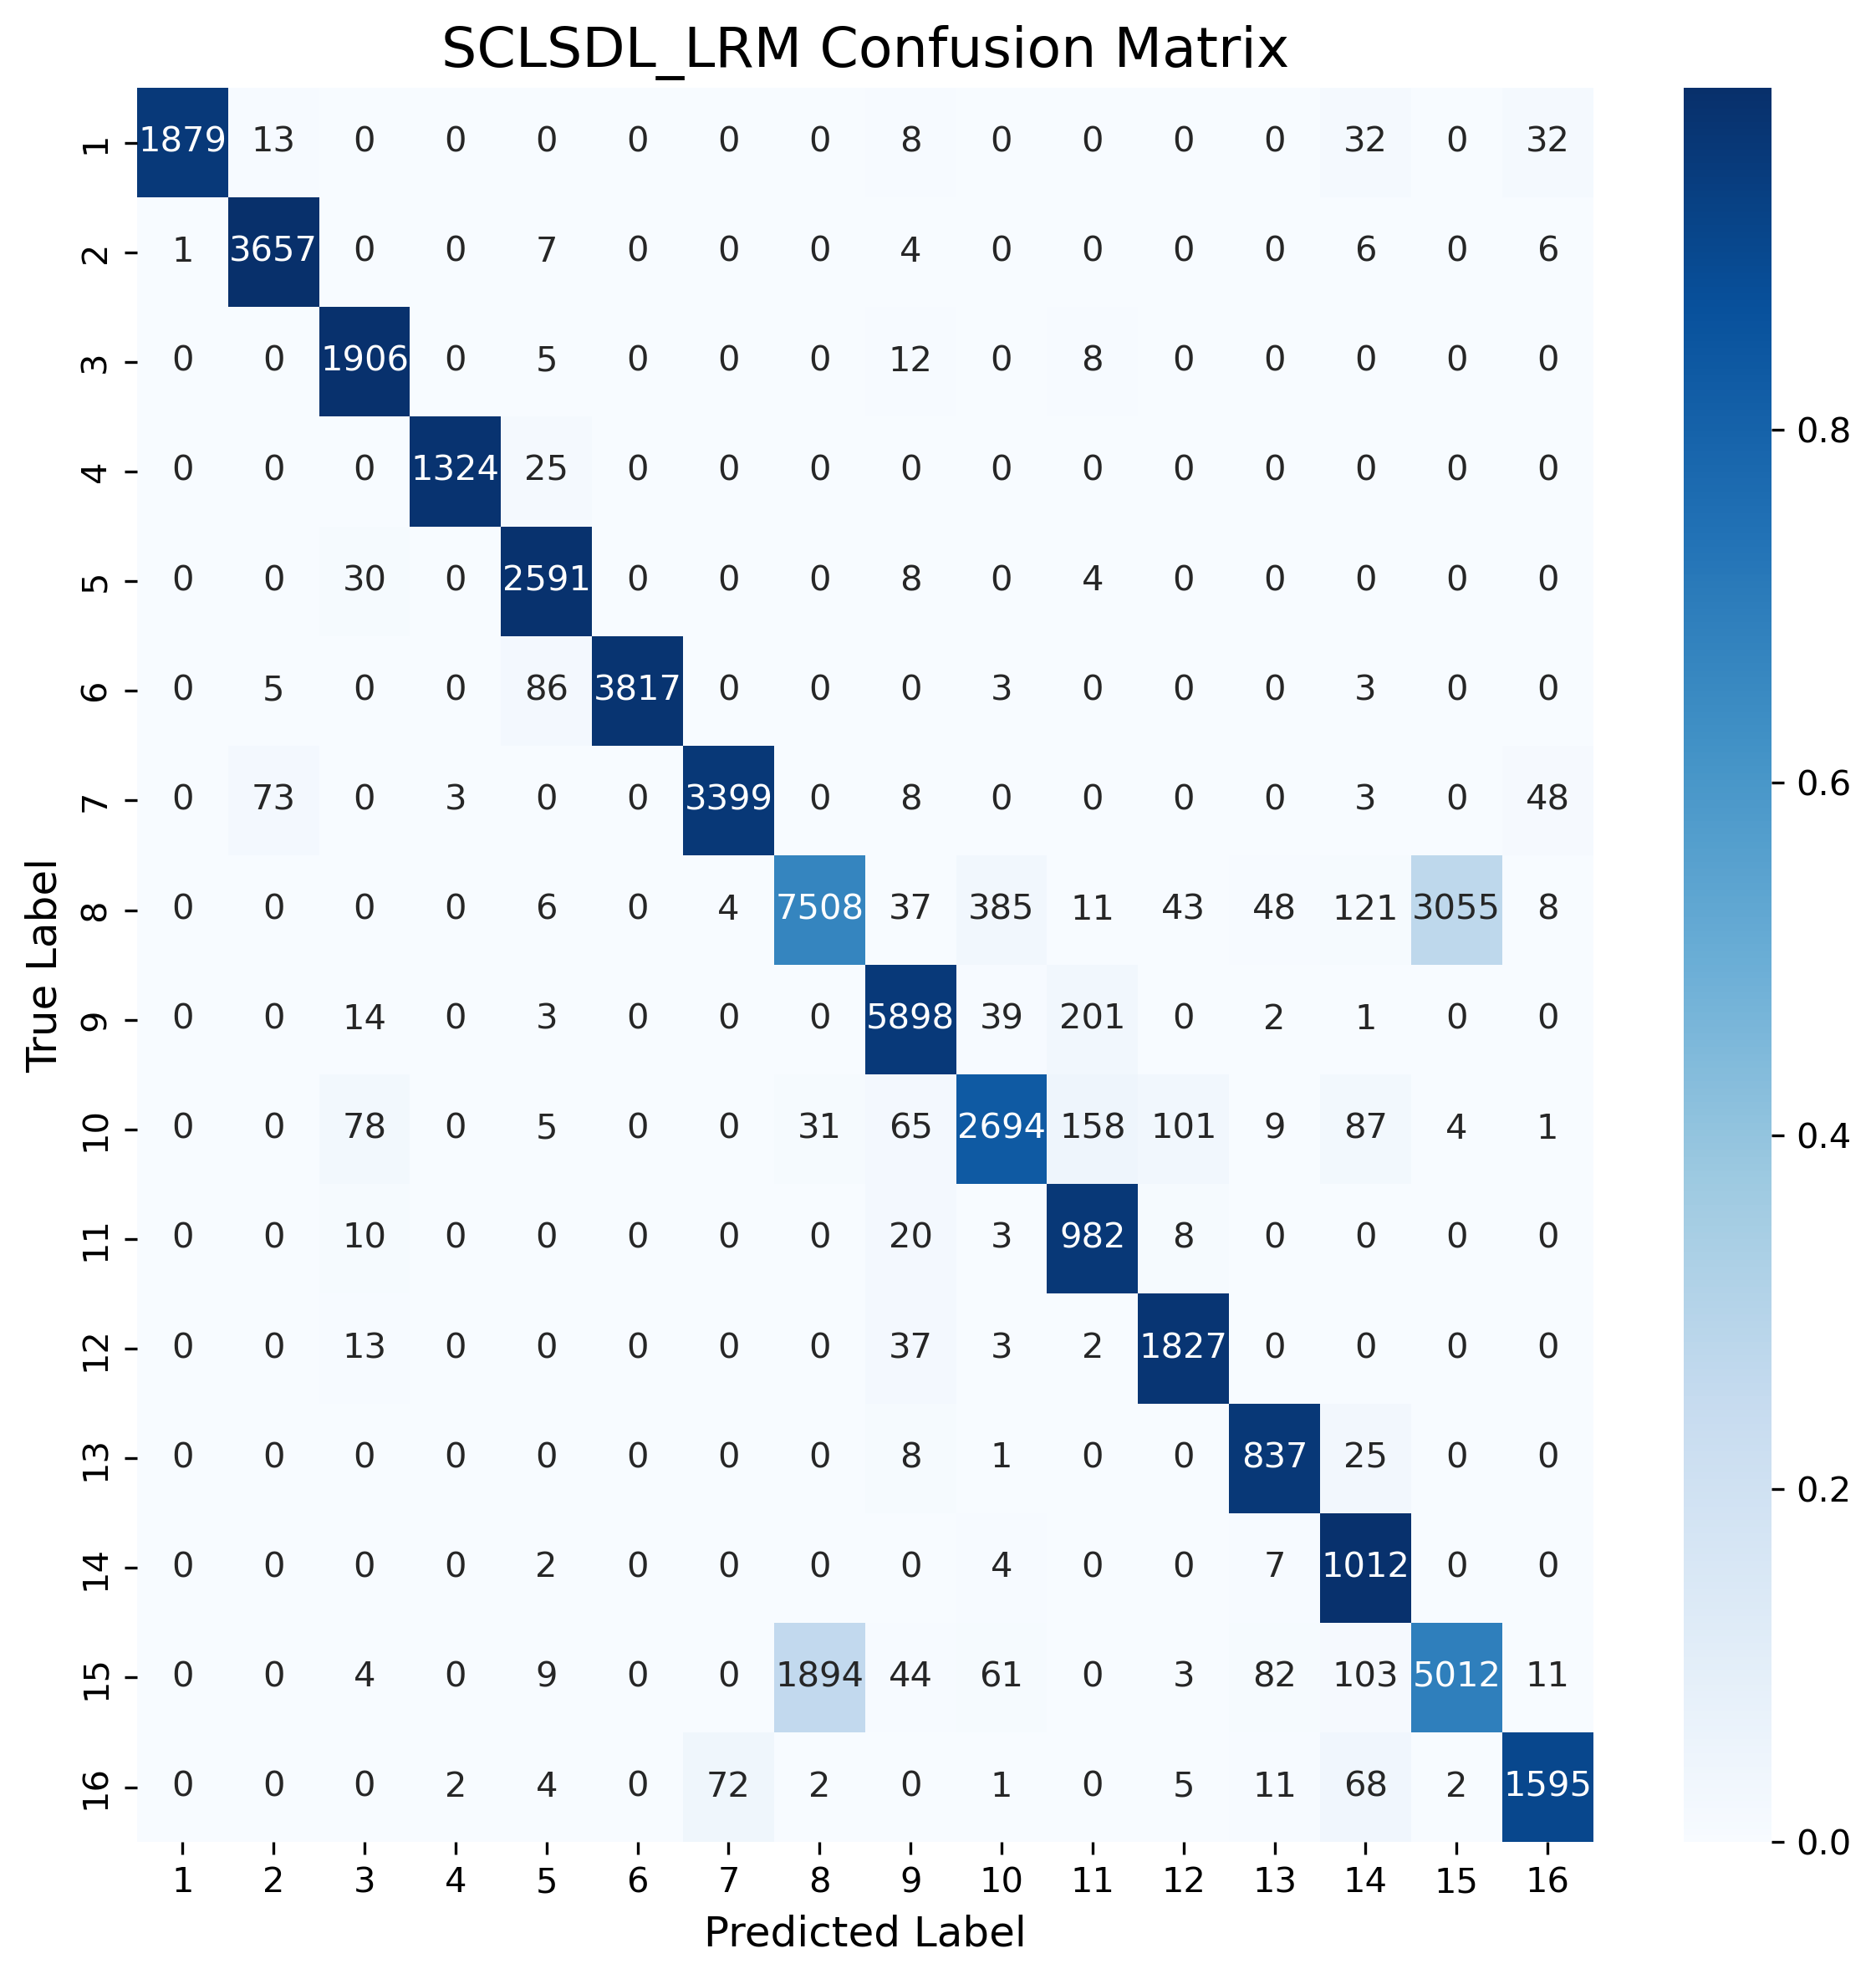 SCLSDL_LRM Confusion Matrix
1 1879 13 0 0 0 0 0 0 8 0 0 0 0 32 0 32
2 1 3657 0 0 7 0 0 0 4 0 0 0 0 6 0 6
3 0 0 1906 0 5 0 0 0 12 0 8 0 0 0 0 0
4 0 0 0 1324 25 0 0 0 0 0 0 0 0 0 0 0
5 0 0 30 0 2591 0 0 0 8 0 4 0 0 0 0 0
6 0 5 0 0 86 3817 0 0 0 3 0 0 0 3 0 0
7 0 73 0 3 0 0 3399 0 8 0 0 0 0 3 0 48
8 0 0 0 0 6 0 4 7508 37 385 11 43 48 121 3055 8
9 0 0 14 0 3 0 0 0 5898 39 201 0 2 1 0 0
10 0 0 78 0 5 0 0 31 65 2694 158 101 9 87 4 1
11 0 0 10 0 0 0 0 0 20 3 982 8 0 0 0 0
12 0 0 13 0 0 0 0 0 37 3 2 1827 0 0 0 0
13 0 0 0 0 0 0 0 0 8 1 0 0 837 25 0 0
14 0 0 0 0 2 0 0 0 0 4 0 0 7 1012 0 0
15 0 0 4 0 9 0 0 1894 44 61 0 3 82 103 5012 11
16 0 0 0 2 4 0 72 2 0 1 0 5 11 68 2 1595
1 2 3 4 5 6 7 8 9 10 11 12 13 14 15 16
Predicted Label
True Label
0.8
0.6
0.4
0.2
0.0